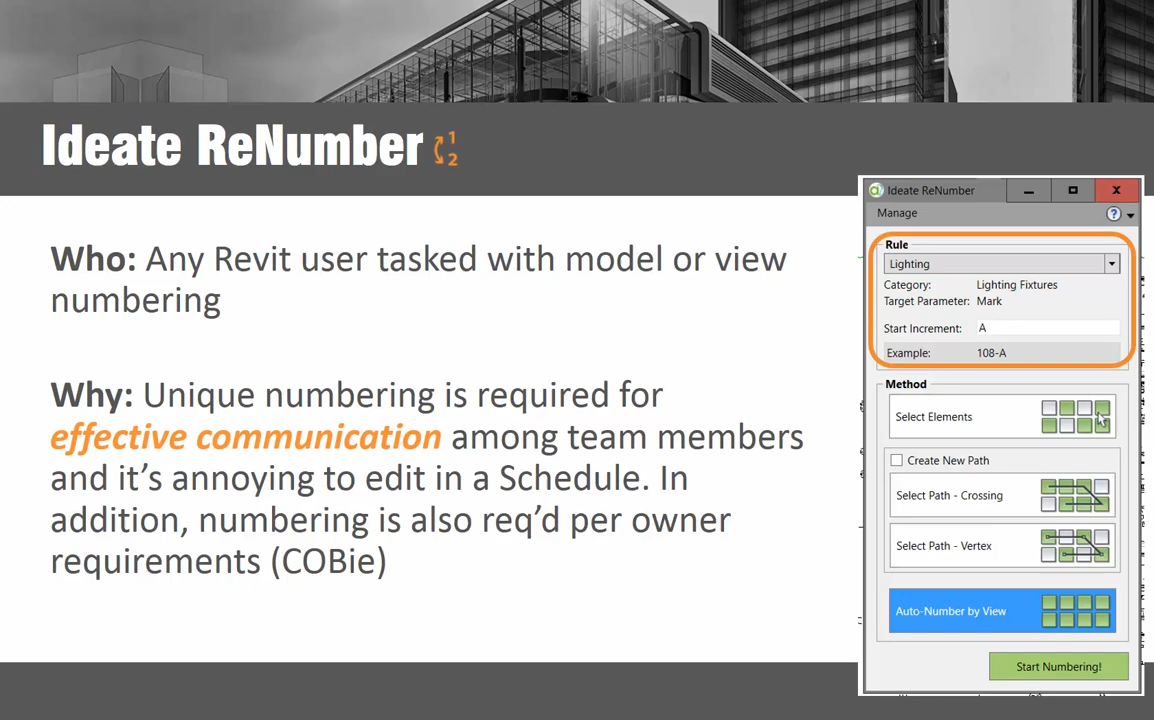 Ideate ReNumber
1
2
Who: Any Revit user tasked with model or view
numbering
Why: Unique numbering is required for
effective communication among team members
and it's annoying to edit in a Schedule. In
addition, numbering is also req'd per owner
requirements (COBie)
Ideate ReNumber
X
Manage
?
Rule
Lighting
Category: Lighting Fixtures
Target Parameter: Mark
Start Increment: A
Example: 108-A
Method
Select Elements
Create New Path
Select Path - Crossing
Select Path - Vertex
Auto-Number by View
Start Numbering!